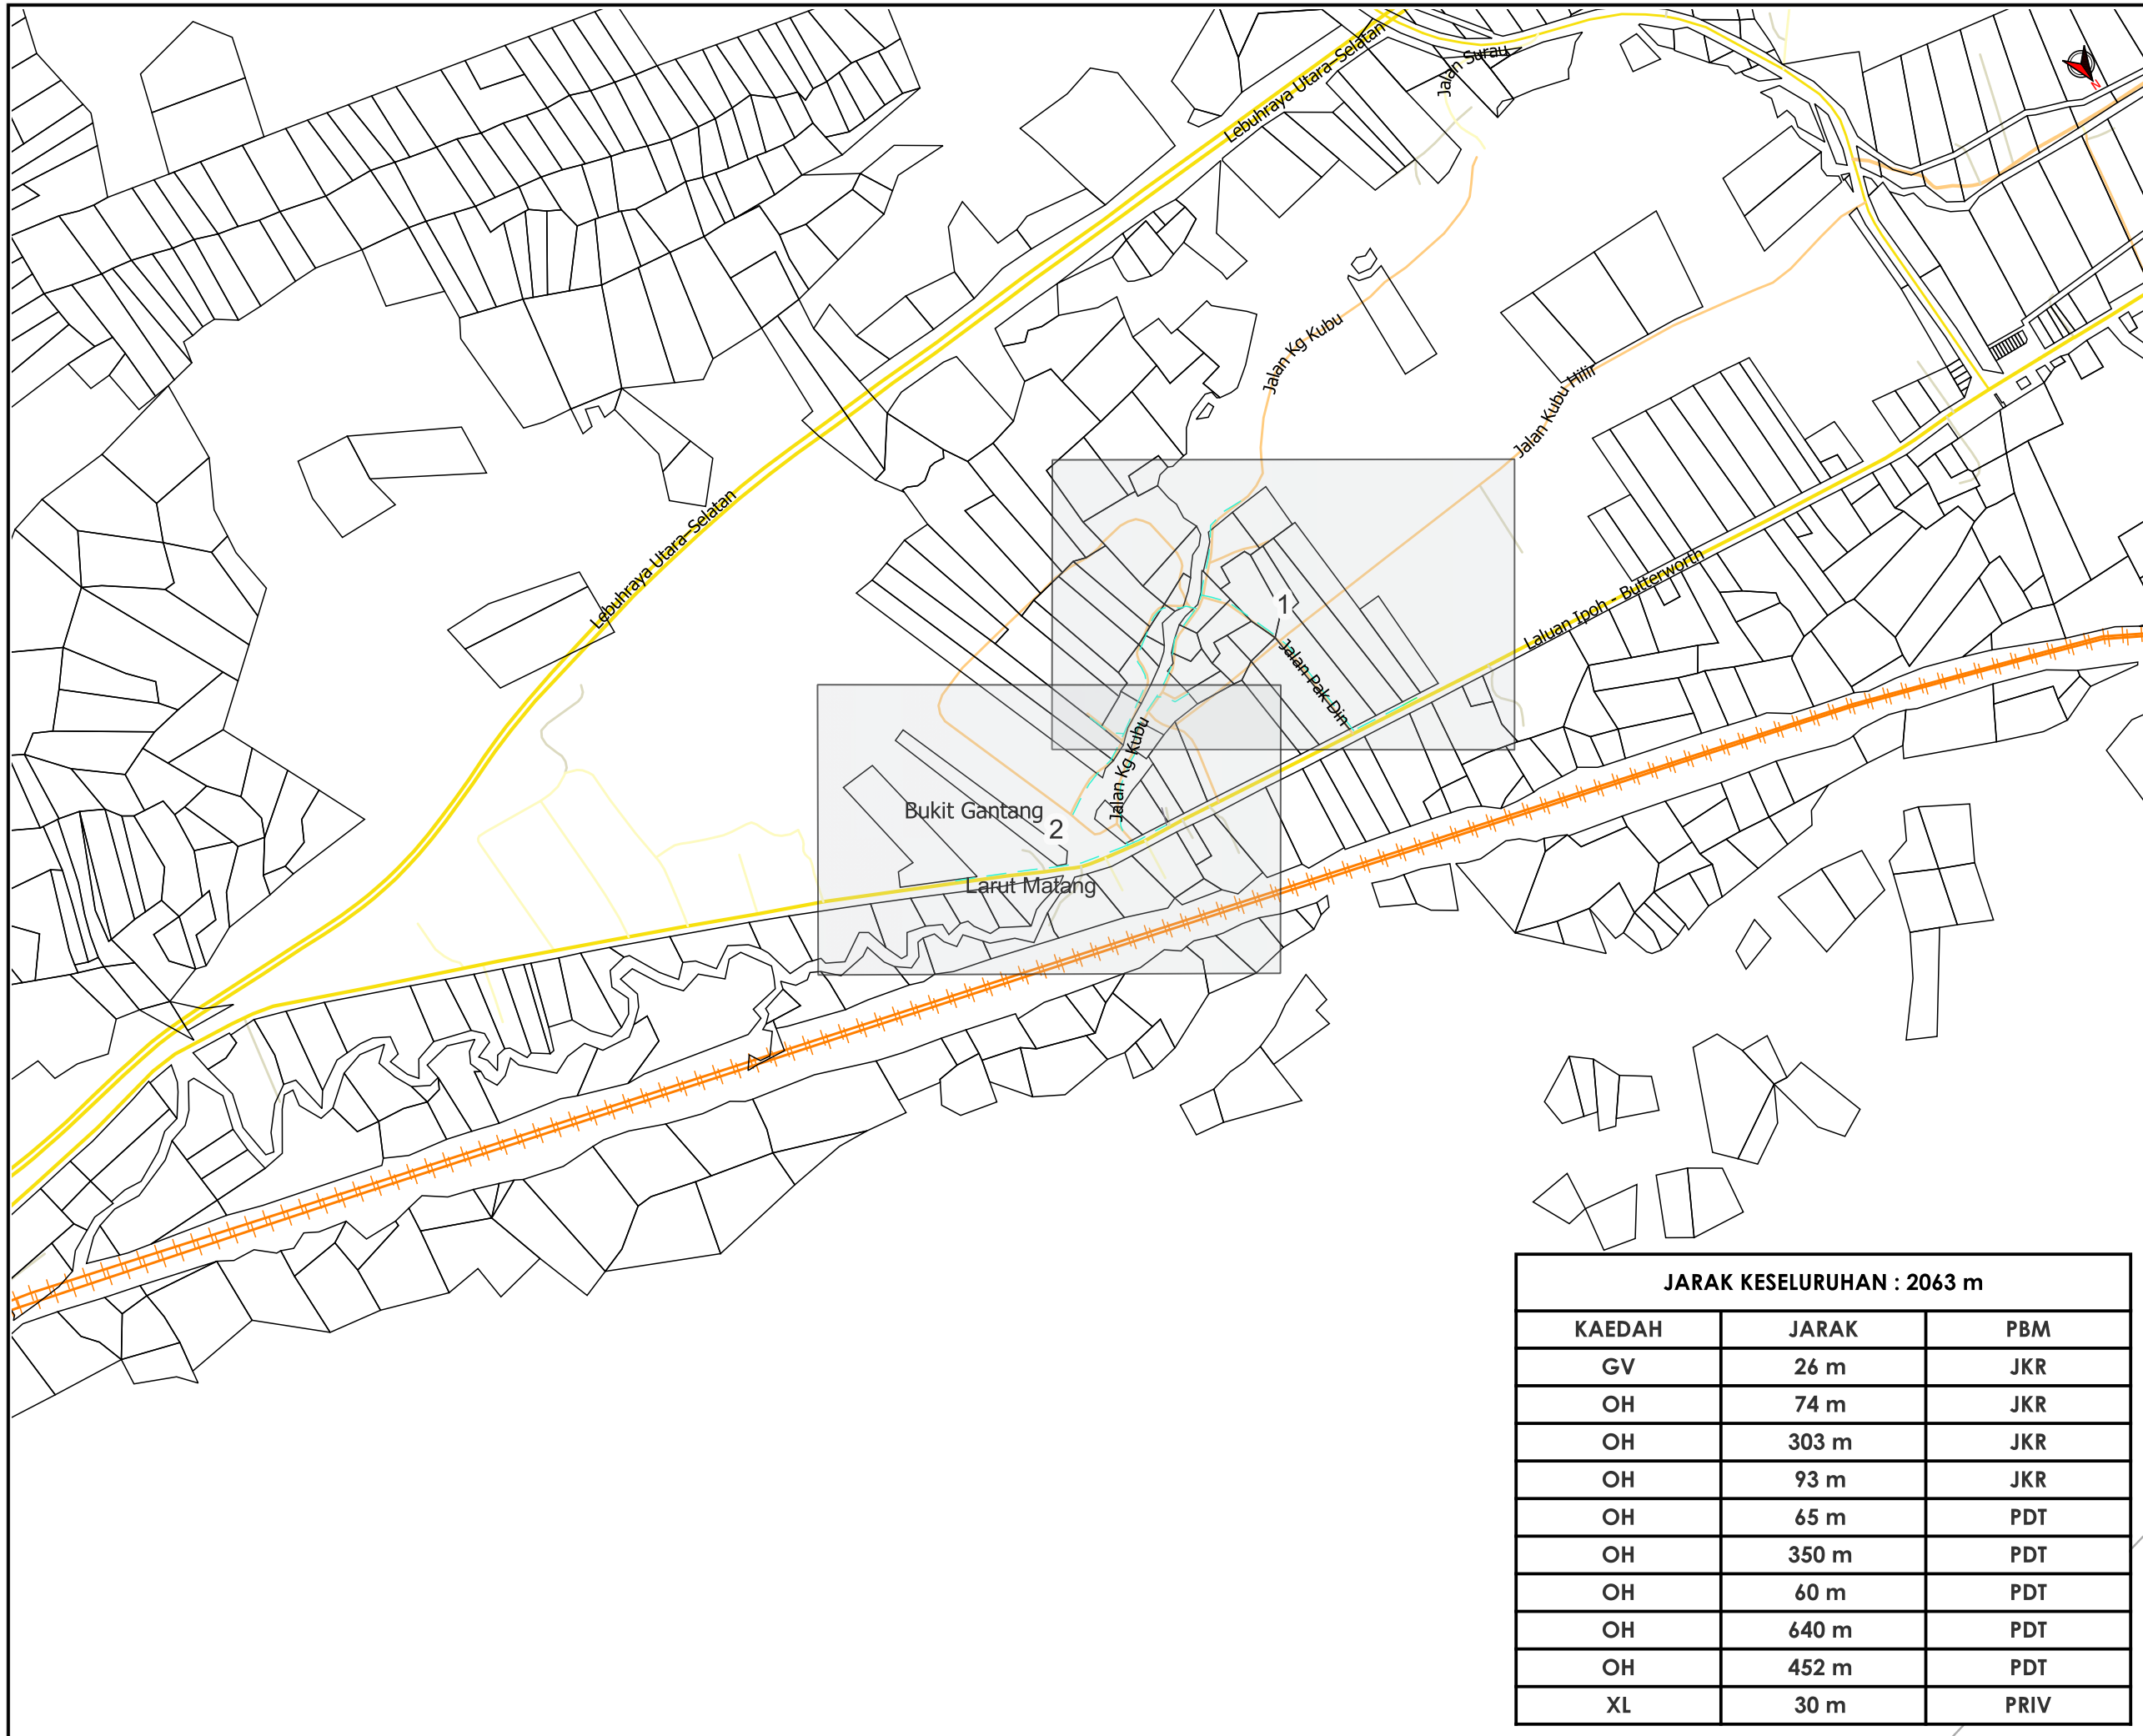 Lebuhraya Utara-Selatan
Jalan Surau
N
Jalan Kg Kubu
Jalan Kubu Hilir
Lebuhraya Utara-Selatan
Laluan Ipoh - Butterworth
1
Jalan Pak Din
Jalan Kg Kubu
Bukit Gantang
2
Larut Matang
JARAK KESELURUHAN : 2063 m
KAEDAH JARAK PBM
GV 26 m JKR
OH 74 m JKR
OH 303 m JKR
OH 93 m JKR
OH 65 m PDT
OH 350 m PDT
OH 60 m PDT
OH 640 m PDT
OH 452 m PDT
XL 30 m PRIV